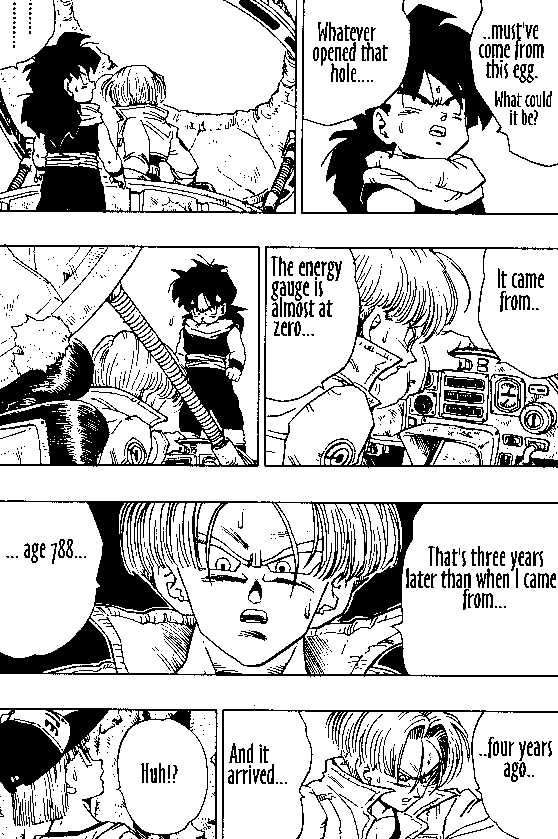 ......
......
Whatever
opened that
hole....
..must've
come from
this egg.
What could
it be?
The energy
gauge is
almost at
zero...
It came
from..
... age 788...
That's three years
later than when I came
from...
Huh!?
And it
arrived...
..four years
ago..